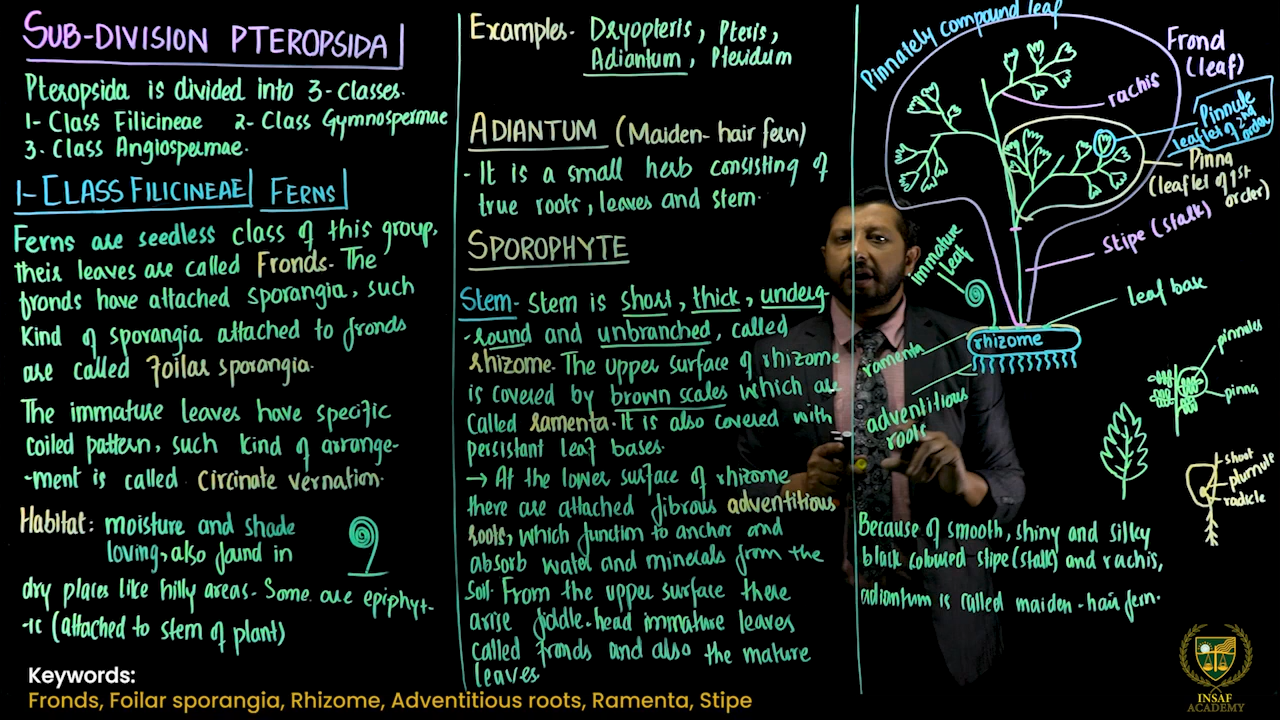 SUB-DIVISION PTEROPSIDA
Pteropsida is divided into 3-classes.
1- Class Filicineae 2- Class Gymnospermae
3. Class Angiospermae.
1-[CLASS FILICINEAE] FERNS
Ferns are seedless class of this group,
their leaves are called Fronds. The
fronds have attached sporangia, such
Kind of sporangia attached to fronds
are called Foilar sporangia.
The immature leaves have specific
coiled pattern, such kind of arrange-
-ment is called Circinate vernation.
Habitat: moisture and shade
loving, also found in
dry places like hilly areas. Some are epiphyt-
-ic (attached to stem of plant)
Examples- Dryopteris, Pteris,
Adiantum, Pteridum
ADIANTUM (Maiden-hair fern)
- It is a small herb consisting of
true roots, leaves and stem.
SPOROPHYTE
Stem- Stem is short, thick, underg-
-round and unbranched, called
rhizome. The upper surface of rhizome
is covered by brown scales which are
called ramenta. It is also covered with
persistant leaf bases.
→ At the lower surface of rhizome
there are attached fibrous adventitious
roots, which function to anchor and
absorb water and minerals from the
soil. From the upper surface there
arise fiddle-head immature leaves
called fronds and also the mature
leaves.
Pinnately compound leaf
Frond
(leaf)
rachis
Pinnule
leaflet of 2nd order
Pinna
(leaflet of 1st order)
Stipe (stalk)
immature
leaf
leaf base
rhizome
ramenta
adventitious
roots
pinnules
pinna
shoot
plumule
radicle
Because of smooth, shiny and silky
black coloured stipe (stalk) and rachis,
adiantum is called maiden-hair fern.
Keywords:
Fronds, Foilar sporangia, Rhizome, Adventitious roots, Ramenta, Stipe
INSAF
ACADEMY